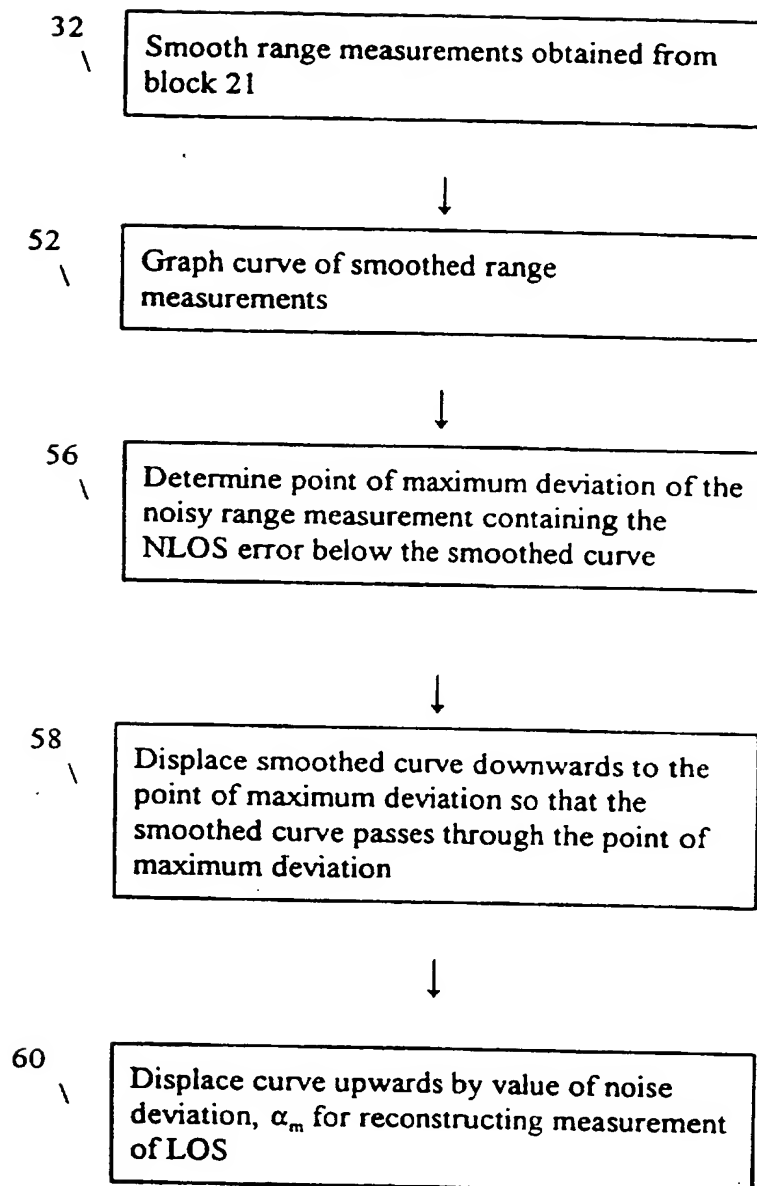 32
Smooth range measurements obtained from
block 21
52
Graph curve of smoothed range
measurements
56
Determine point of maximum deviation of the
noisy range measurement containing the
NLOS error below the smoothed curve
58
Displace smoothed curve downwards to the
point of maximum deviation so that the
smoothed curve passes through the point of
maximum deviation
60
Displace curve upwards by value of noise
deviation, αm for reconstructing measurement
of LOS